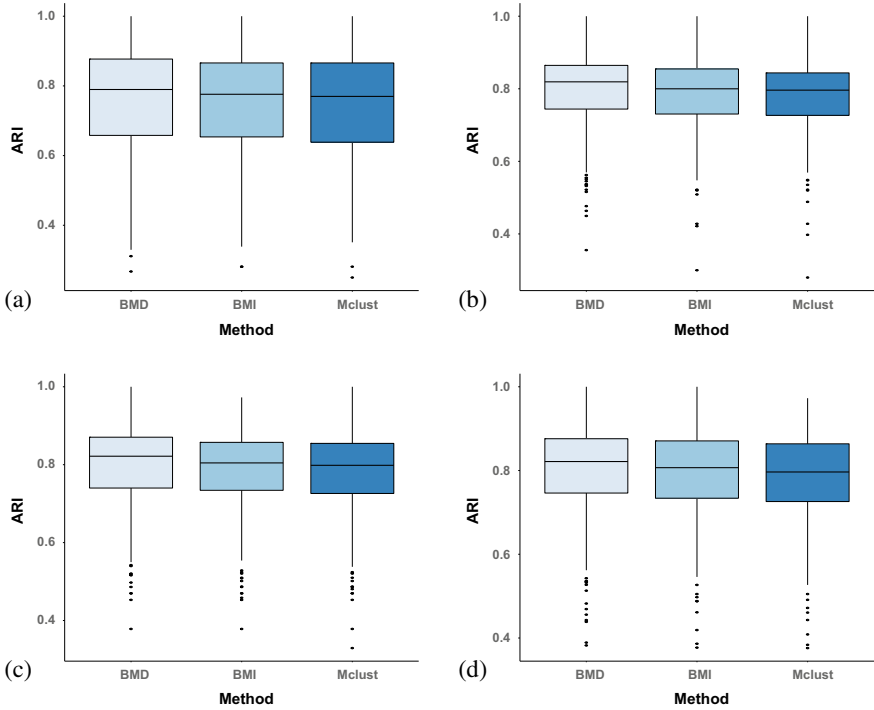 1.0
0.8
0.6
0.4
ARI
BMD BMI Mclust
Method
(a)
1.0
0.8
0.6
0.4
ARI
BMD BMI Mclust
Method
(b)
1.0
0.8
0.6
0.4
ARI
BMD BMI Mclust
Method
(c)
1.0
0.8
0.6
0.4
ARI
BMD BMI Mclust
Method
(d)